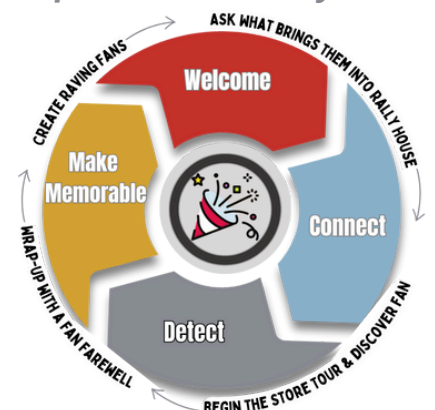 Welcome
ASK WHAT BRINGS THEM INTO RALLY HOUSE
Connect
BEGIN THE STORE TOUR & DISCOVER FAN
Detect
WRAP-UP WITH A FAN FAREWELL
Make
Memorable
CREATE RAVING FANS